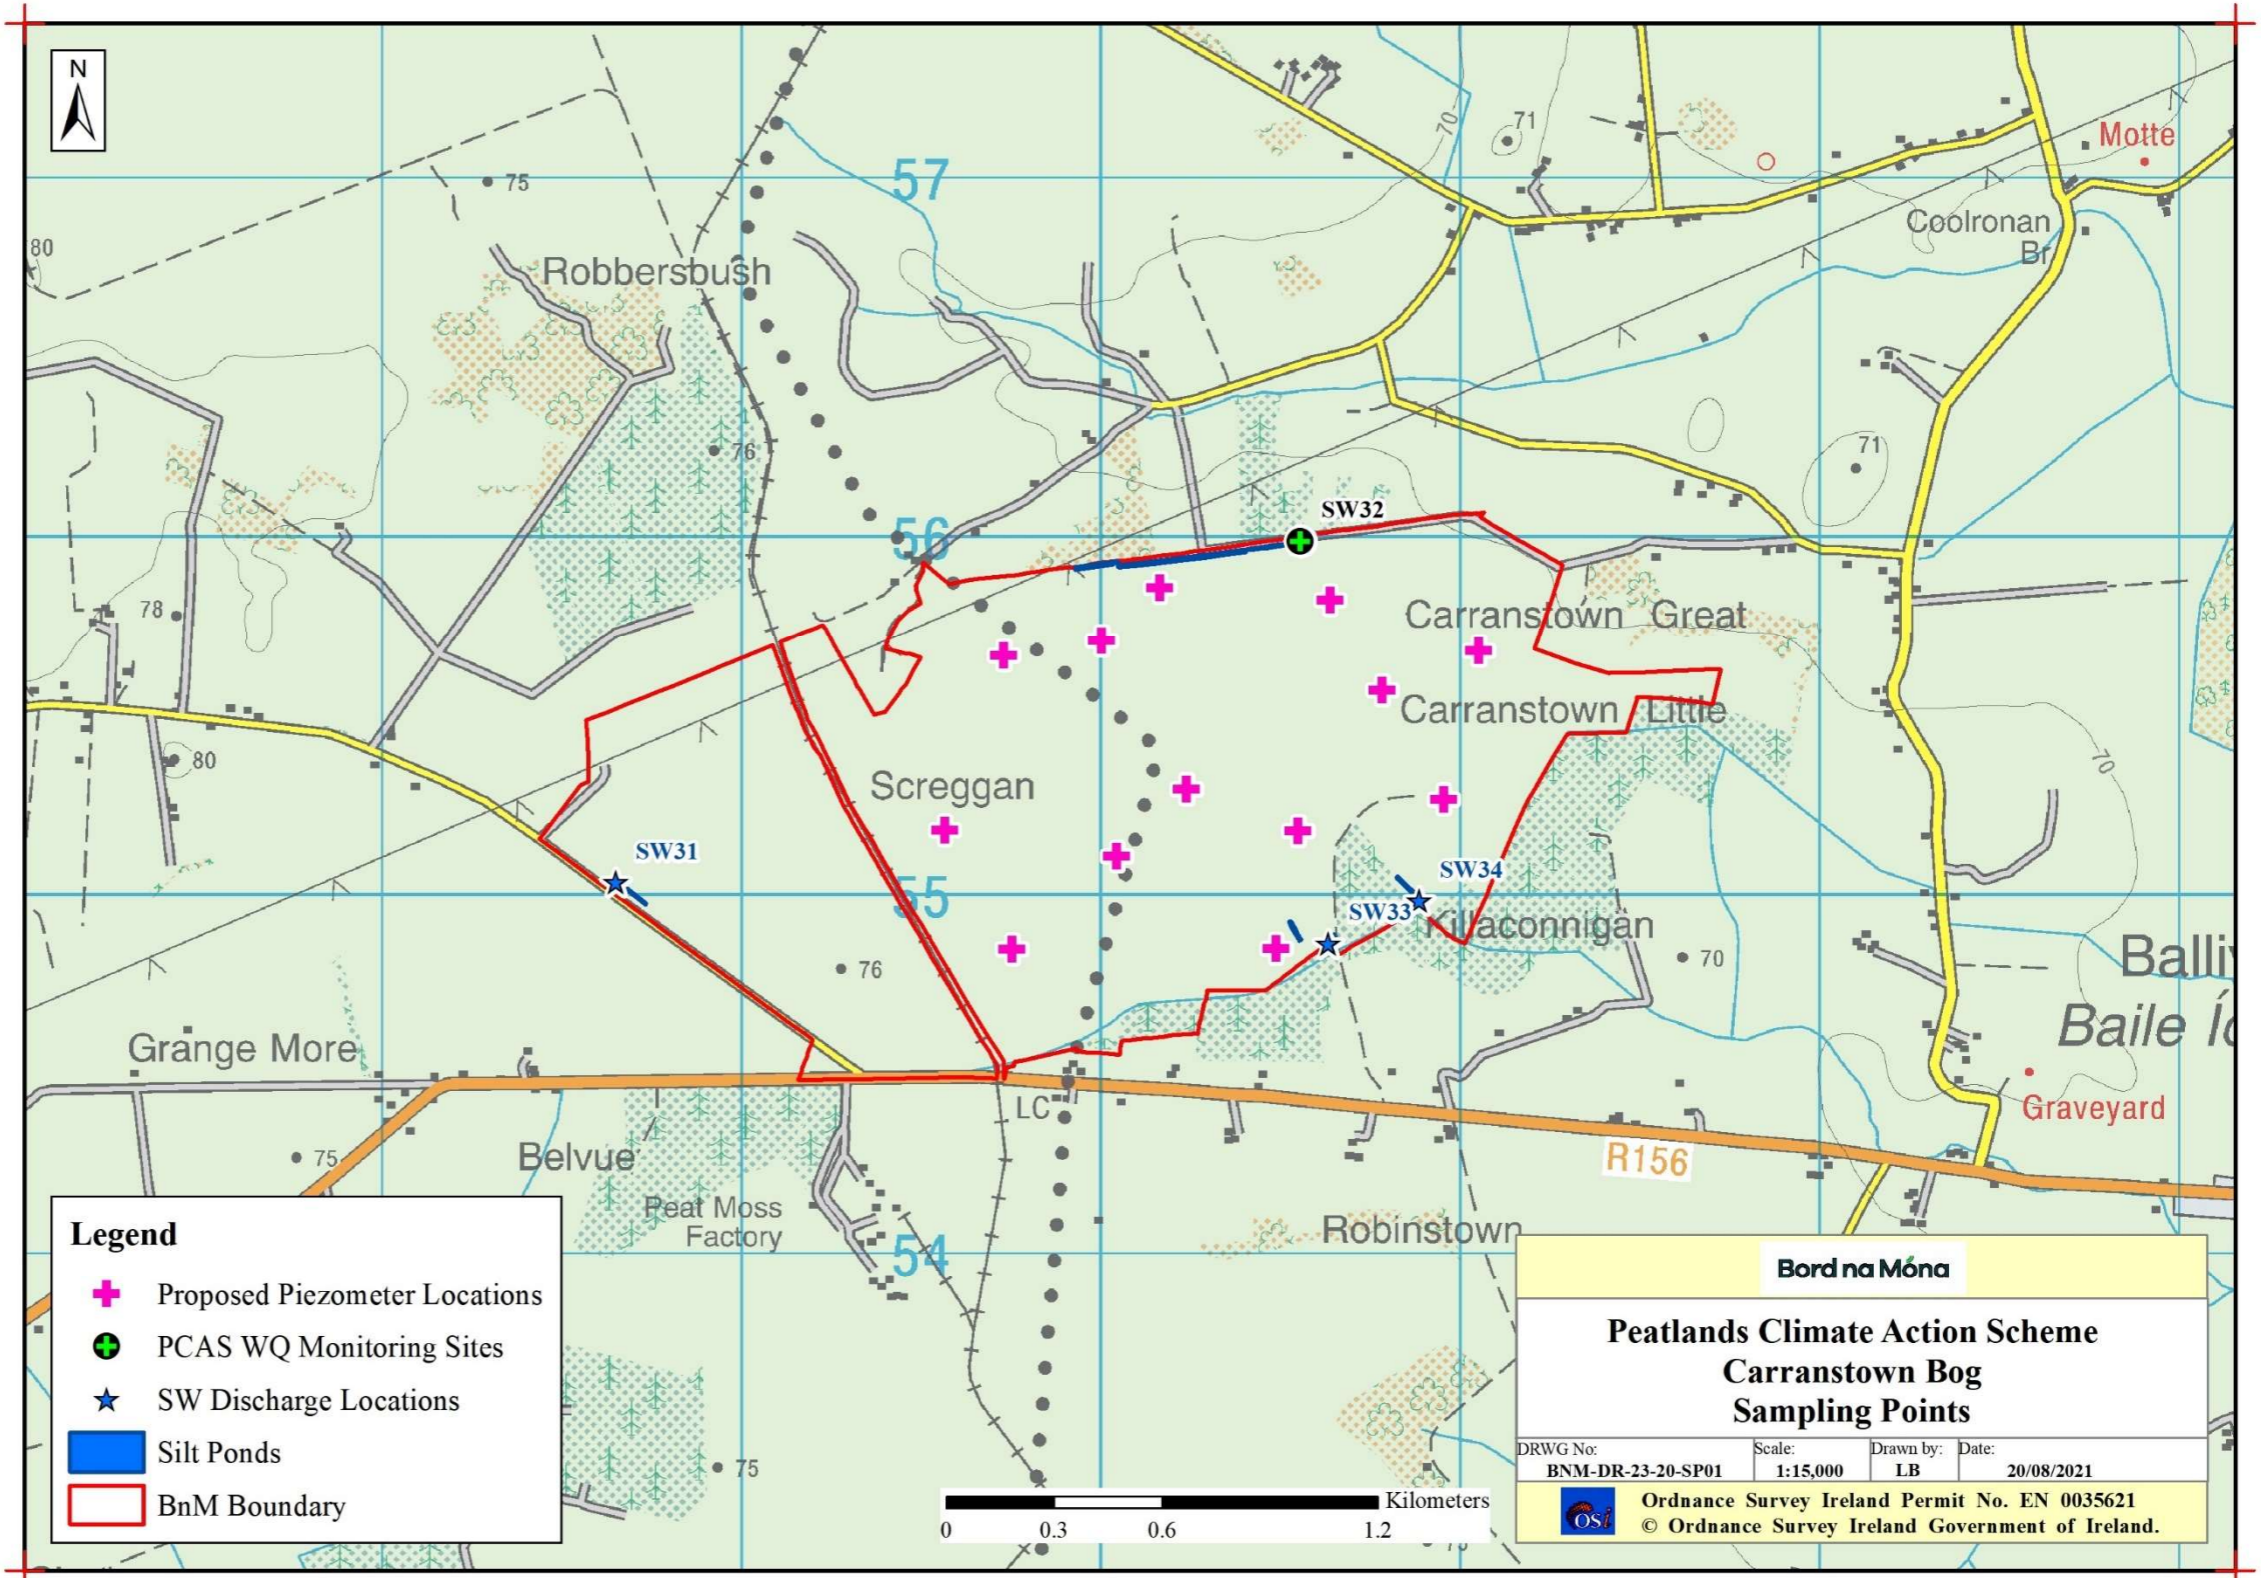 N
57
71
70
Motte
75
Coolronan
Br
80
Robbersbush
76
71
SW32
56
78
Carranstown Great
Carranstown Little
80
70
Screggan
SW31
SW34
55
SW33
Killaconnigan
76
70
Balli
Baile Í
Grange More
LC
Graveyard
Belvue
75
R156
Peat Moss
Factory
54
Robinstown
75
Legend
Proposed Piezometer Locations
PCAS WQ Monitoring Sites
SW Discharge Locations
Silt Ponds
BnM Boundary
Kilometers
0 0.3 0.6 1.2
Bord na Móna
Peatlands Climate Action Scheme
Carranstown Bog
Sampling Points
DRWG No: Scale: Drawn by: Date:
BNM-DR-23-20-SP01 1:15,000 LB 20/08/2021
OSi
Ordnance Survey Ireland Permit No. EN 0035621
© Ordnance Survey Ireland Government of Ireland.